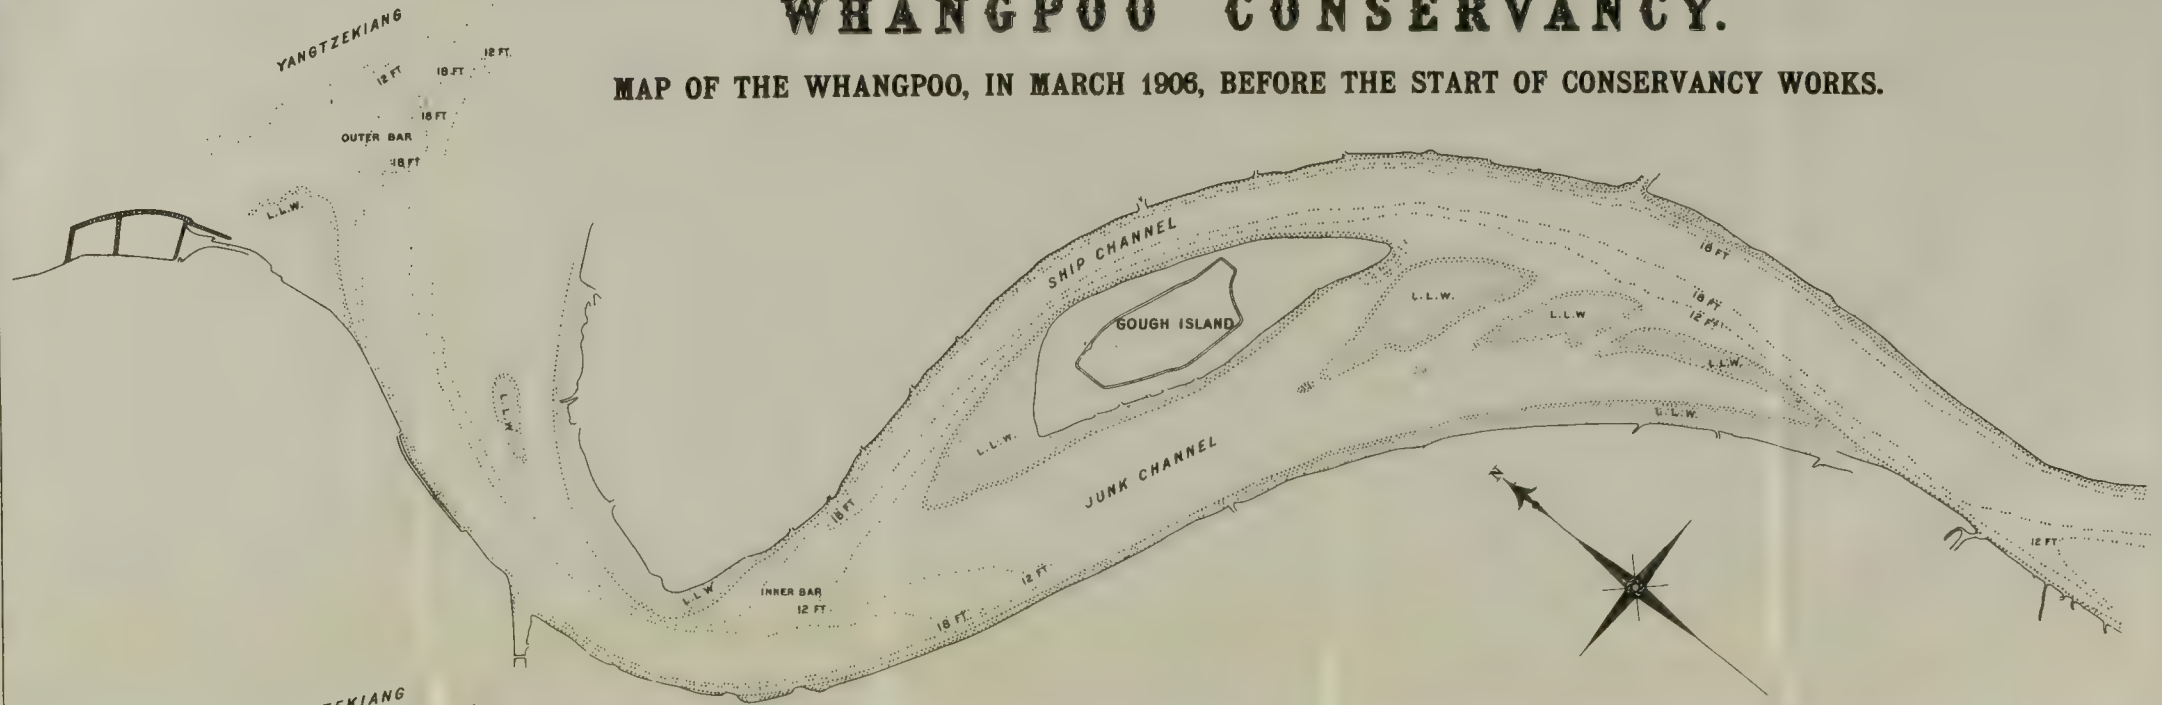 WHANGPOO CONSERVANCY.
MAP OF THE WHANGPOO, IN MARCH 1906, BEFORE THE START OF CONSERVANCY WORKS.
YANGTZEKIANG
12 FT.
18 FT
12 FT
18 FT
OUTER BAR
18 FT
L.L.W.
SHIP CHANNEL
18 FT
L.L.W.
18 FT
12 FT
L.L.W
GOUGH ISLAND
L.L.W.
L.L.W.
L.L.W.
L.L.W.
JUNK CHANNEL
N
18 FT
12 FT
12 FT.
L.L.W
INNER BAR
12 FT.
18 FT.
EKIANG